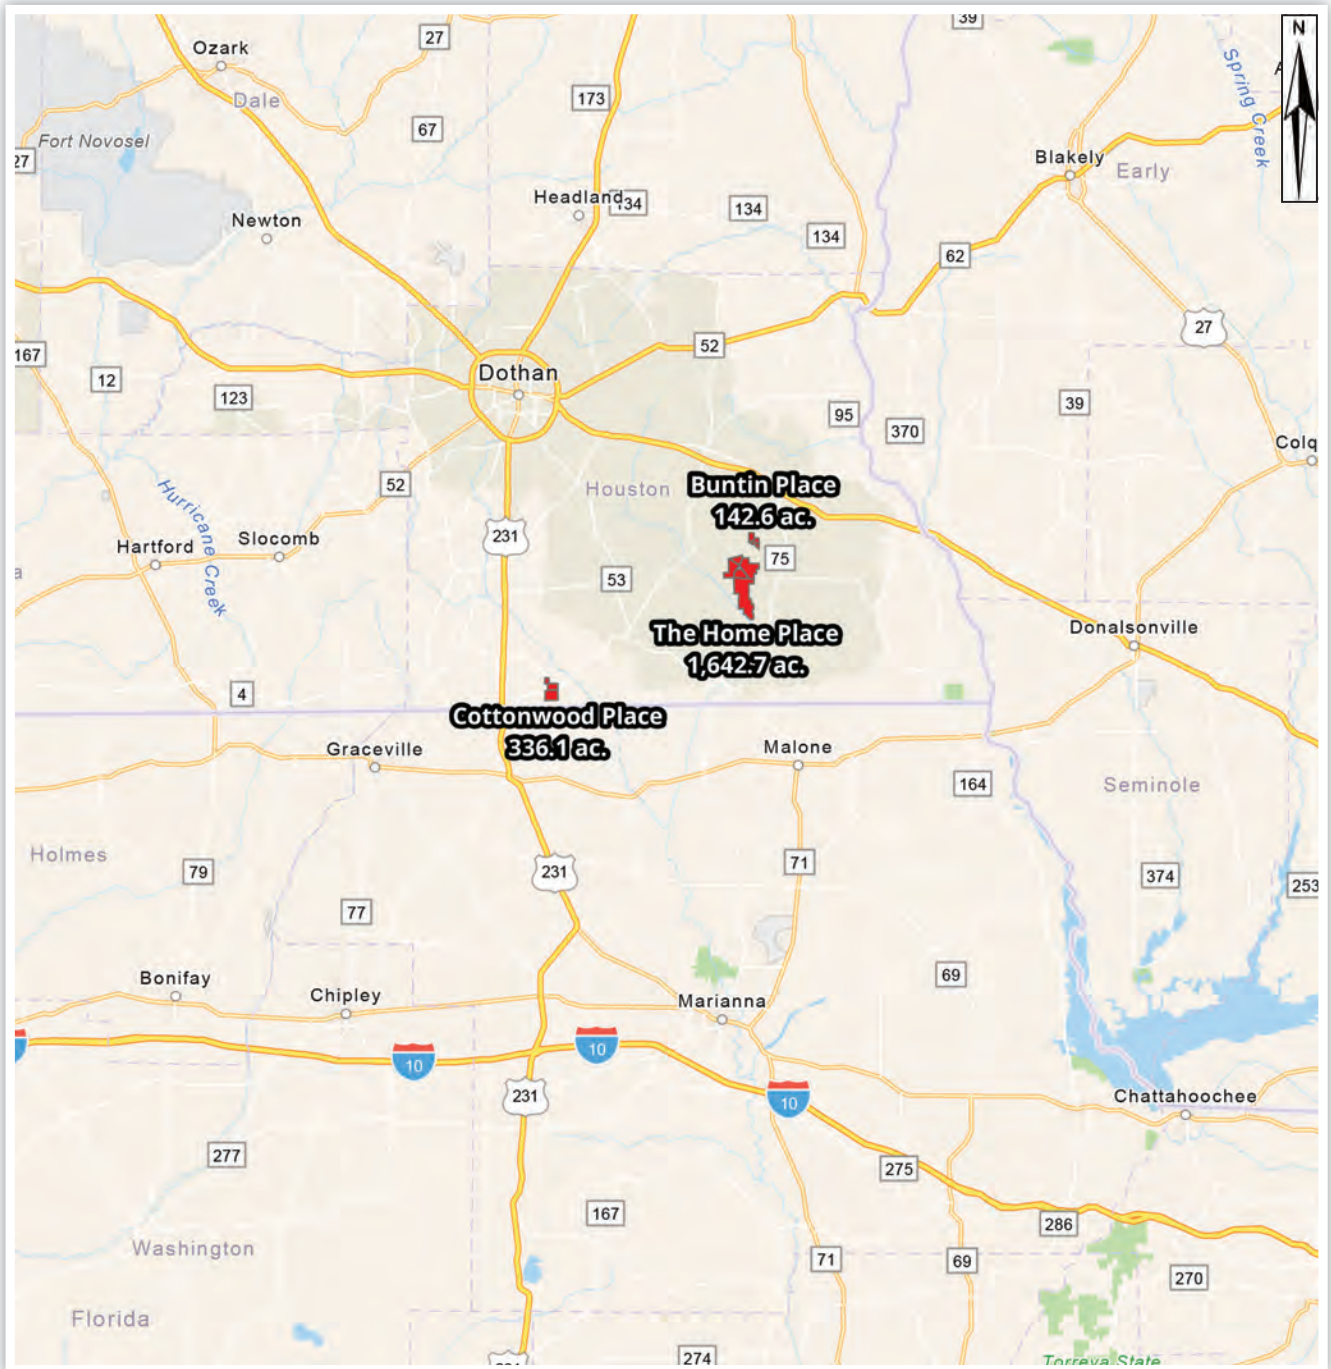 39
N
27
Ozark
Spring Creek
Dale
173
67
Fort Novosel
27
Blakely
Early
Headland
134
134
Newton
134
62
27
52
167
Dothan
12
123
39
95
370
Colq
52
Houston
Buntin Place
142.6 ac.
Hurricane Creek
231
Slocomb
Hartford
75
53
a
The Home Place
1,642.7 ac.
Donalsonville
4
Cottonwood Place
336.1 ac.
Graceville
Malone
164
Seminole
Holmes
71
79
231
374
253
77
69
Bonifay
Chipley
Marianna
10
10
231
10
Chattahoochee
277
275
167
286
Washington
71
69
270
Florida
274
Torreya State